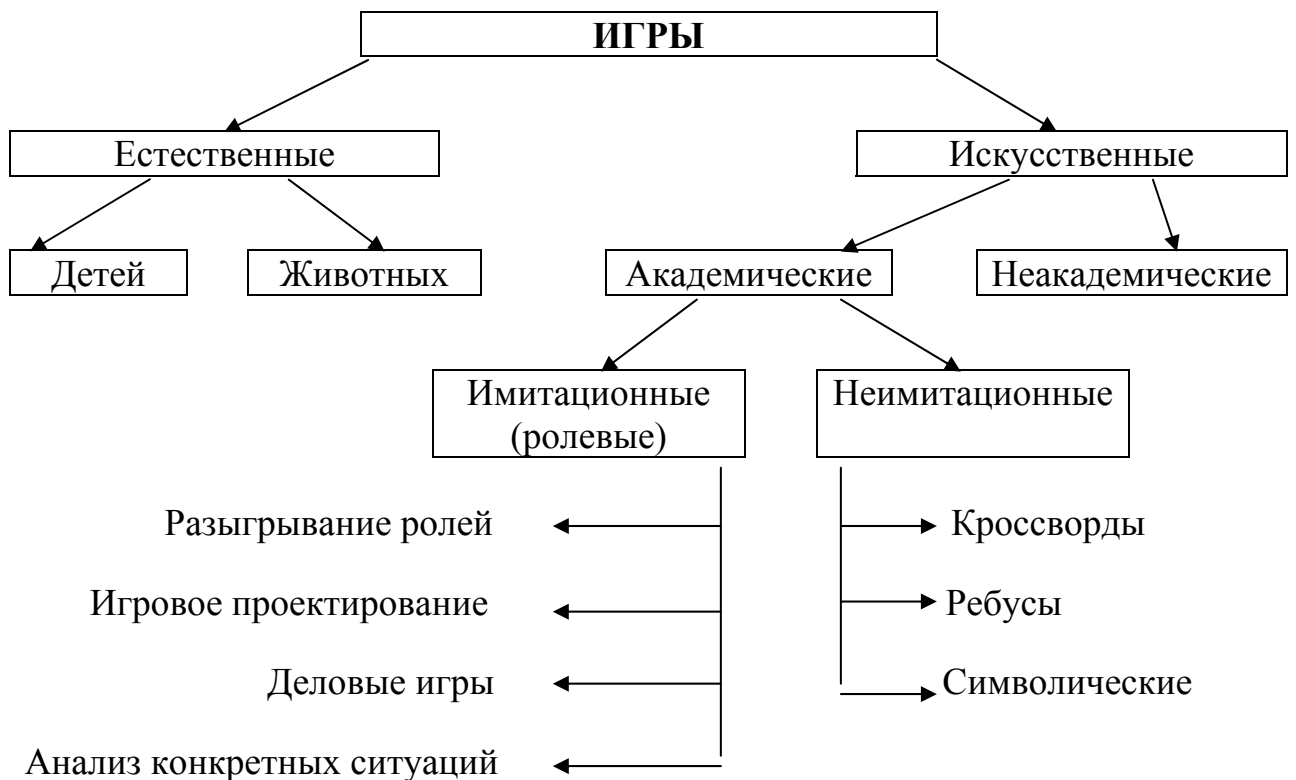 ИГРЫ
Естественные
Искусственные
Детей
Животных
Академические
Неакадемические
Имитационные
(ролевые)
Неимитационные
Разыгрывание ролей
Кроссворды
Игровое проектирование
Ребусы
Деловые игры
Символические
Анализ конкретных ситуаций